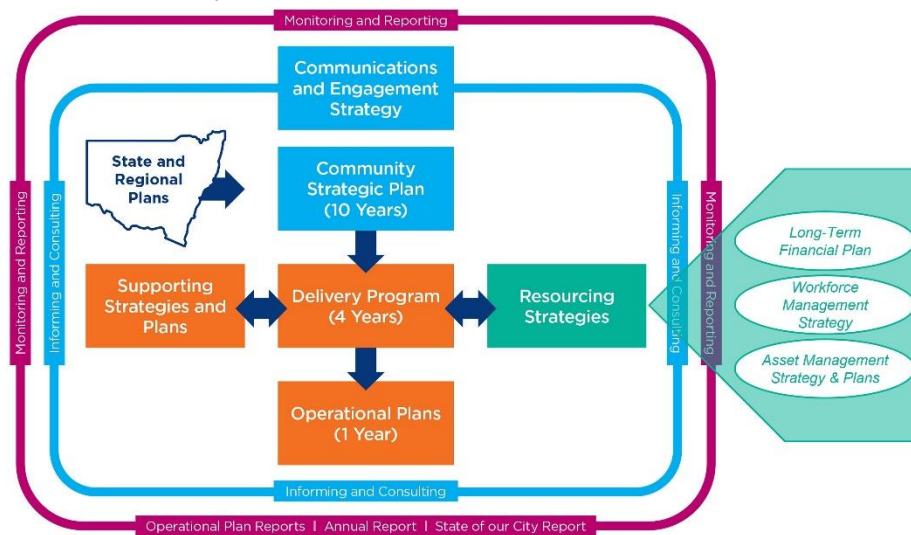 Monitoring and Reporting
Communications
and Engagement
Strategy
State and
Regional
Plans
Community
Strategic Plan
(10 Years)
Monitoring and Reporting
Informing and Consulting
Supporting
Strategies and
Plans
Delivery Program
(4 Years)
Resourcing
Strategies
Informing and Consulting
Monitoring and Reporting
Long-Term
Financial Plan
Workforce
Management
Strategy
Asset Management
Strategy & Plans
Operational Plans
(1 Year)
Informing and Consulting
Operational Plan Reports | Annual Report | State of our City Report